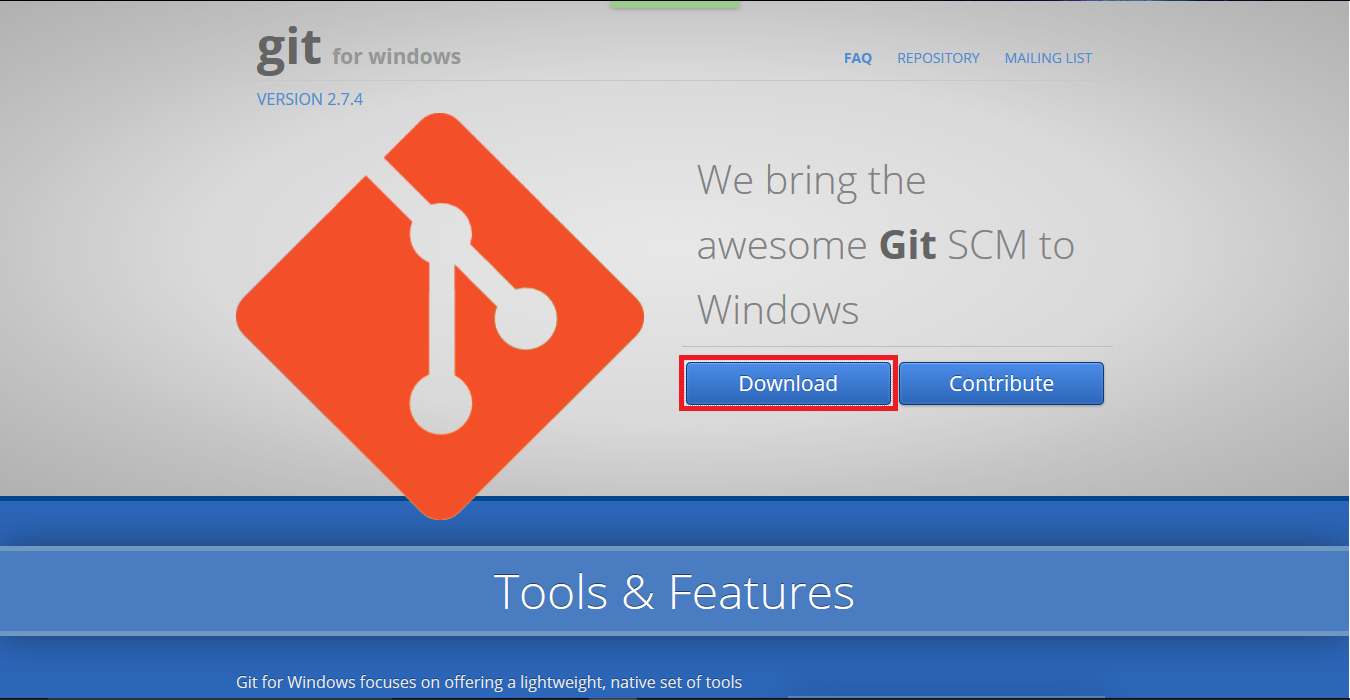 git for windows
FAQ REPOSITORY MAILING LIST
VERSION 2.7.4
We bring the
awesome Git SCM to
Windows
Download Contribute
Tools & Features
Git for Windows focuses on offering a lightweight, native set of tools